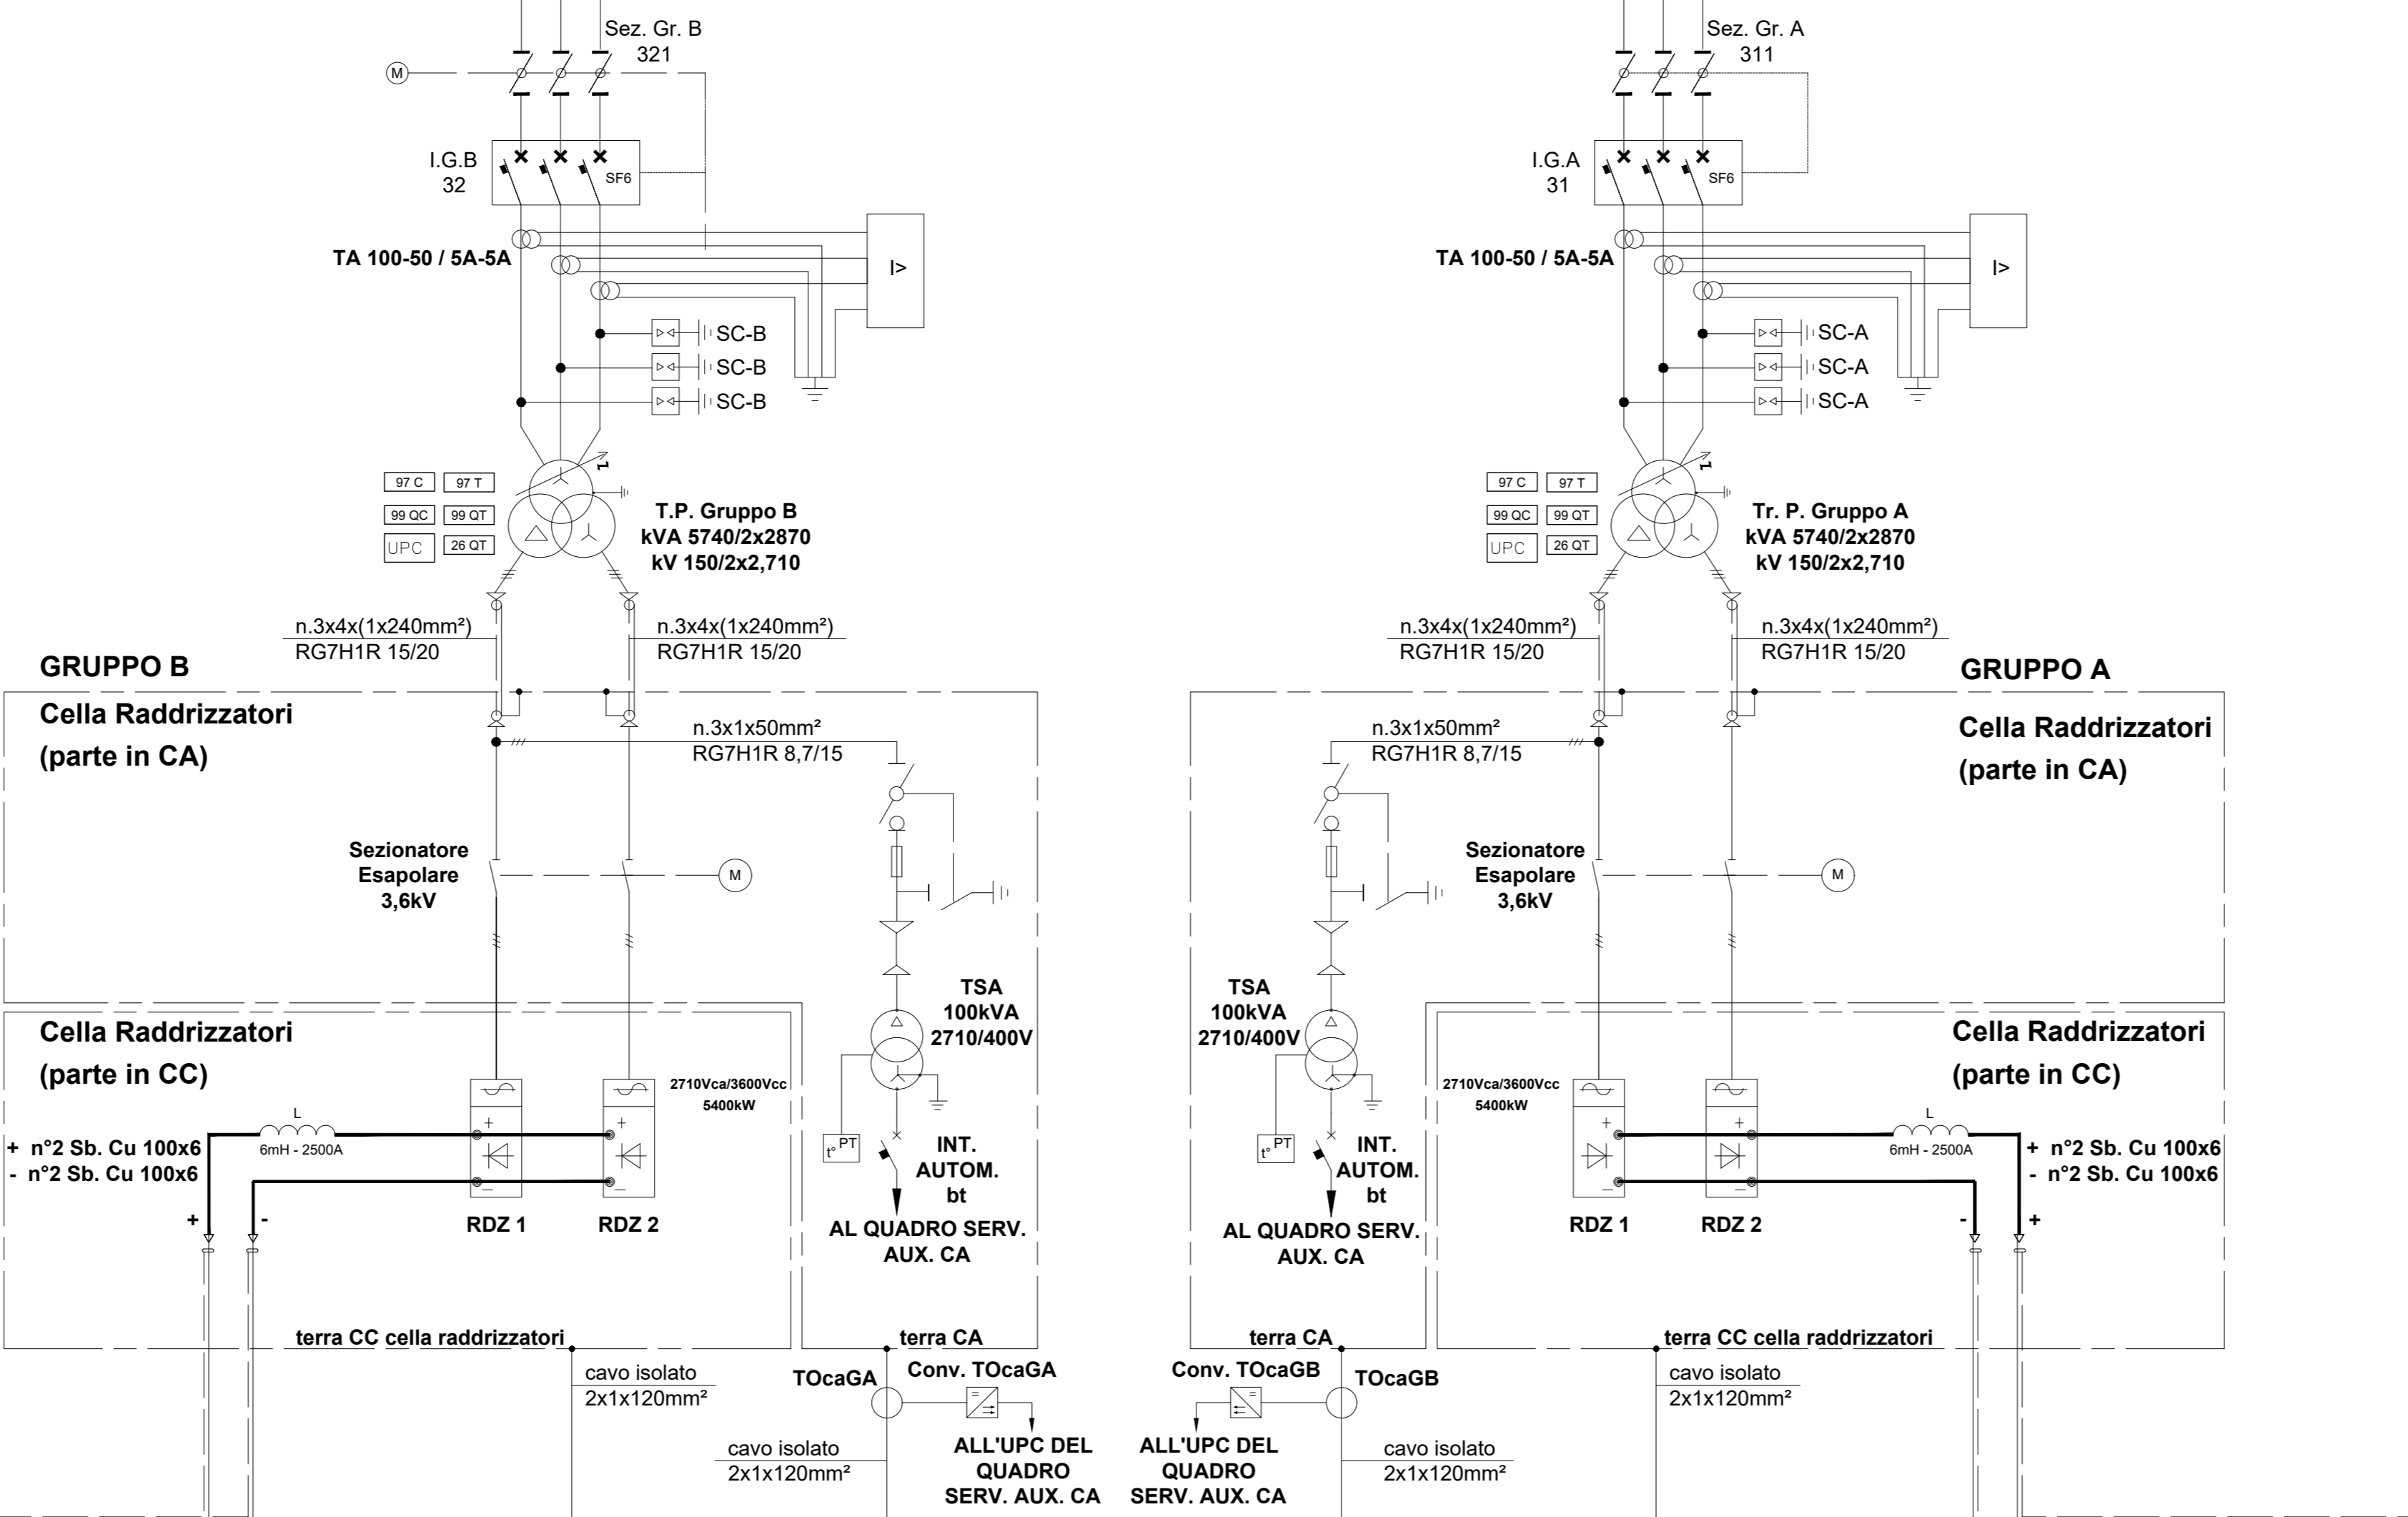 Sez. Gr. B
321
M
I.G.B
32
SF6
TA 100-50 / 5A-5A
I>
SC-B
SC-B
SC-B
97 C 97 T
99 QC 99 QT
UPC 26 QT
T.P. Gruppo B
kVA 5740/2x2870
kV 150/2x2,710
n.3x4x(1x240mm²)
RG7H1R 15/20
n.3x4x(1x240mm²)
RG7H1R 15/20
GRUPPO B
Cella Raddrizzatori
(parte in CA)
n.3x1x50mm²
RG7H1R 8,7/15
Sezionatore
Esapolare
3,6kV
M
TSA
100kVA
2710/400V
Cella Raddrizzatori
(parte in CC)
2710Vca/3600Vcc
5400kW
L
6mH - 2500A
+ n°2 Sb. Cu 100x6
- n°2 Sb. Cu 100x6
+ -
+
−
+
−
RDZ 1
RDZ 2
PT
t°
INT.
AUTOM.
bt
AL QUADRO SERV.
AUX. CA
terra CC cella raddrizzatori
terra CA
cavo isolato
2x1x120mm²
TOcaGA
Conv. TOcaGA
cavo isolato
2x1x120mm²
ALL'UPC DEL
QUADRO
SERV. AUX. CA
Sez. Gr. A
311
I.G.A
31
SF6
TA 100-50 / 5A-5A
I>
SC-A
SC-A
SC-A
97 C 97 T
99 QC 99 QT
UPC 26 QT
Tr. P. Gruppo A
kVA 5740/2x2870
kV 150/2x2,710
n.3x4x(1x240mm²)
RG7H1R 15/20
n.3x4x(1x240mm²)
RG7H1R 15/20
GRUPPO A
Cella Raddrizzatori
(parte in CA)
n.3x1x50mm²
RG7H1R 8,7/15
Sezionatore
Esapolare
3,6kV
M
TSA
100kVA
2710/400V
Cella Raddrizzatori
(parte in CC)
2710Vca/3600Vcc
5400kW
L
6mH - 2500A
+ n°2 Sb. Cu 100x6
- n°2 Sb. Cu 100x6
- +
+
−
+
−
RDZ 1
RDZ 2
PT
t°
INT.
AUTOM.
bt
AL QUADRO SERV.
AUX. CA
terra CA
terra CC cella raddrizzatori
Conv. TOcaGB
TOcaGB
cavo isolato
2x1x120mm²
ALL'UPC DEL
QUADRO
SERV. AUX. CA
cavo isolato
2x1x120mm²